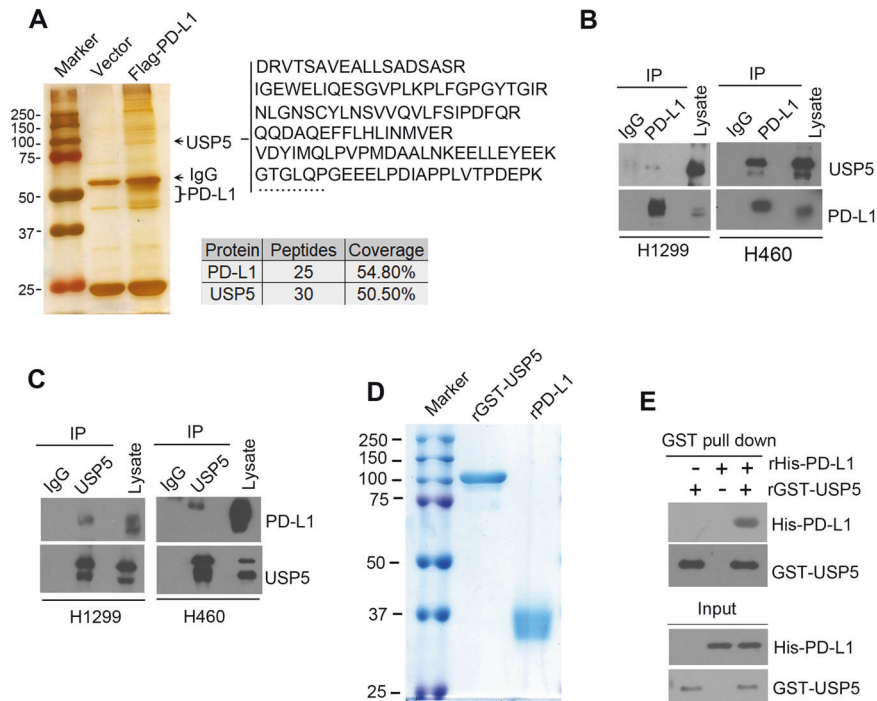 A
Marker
Vector
Flag-PD-L1
250
150
100
75
50
37
25
USP5
IgG
PD-L1
DRVTSAVEALLSADSASR
IGEWELIQESGVPLKPLFGPGYTGIR
NLGNSCYLNSVVQVLFSIPDFQR
QQDAQEFFLHLINMVER
VDYIMQLPVPMDAALNKEELLEYEEK
GTGLQPGEEELPDIAPPLVTPDEPK
............
Protein Peptides Coverage
PD-L1 25 54.80%
USP5 30 50.50%
B
IP IP
IgG PD-L1 Lysate IgG PD-L1 Lysate
USP5
PD-L1
H1299 H460
C
IP IP
IgG USP5 Lysate IgG USP5 Lysate
PD-L1
USP5
H1299 H460
D
Marker
rGST-USP5
rPD-L1
250
150
100
75
50
37
25
E
GST pull down
- + + rHis-PD-L1
+ - + rGST-USP5
His-PD-L1
GST-USP5
Input
His-PD-L1
GST-USP5